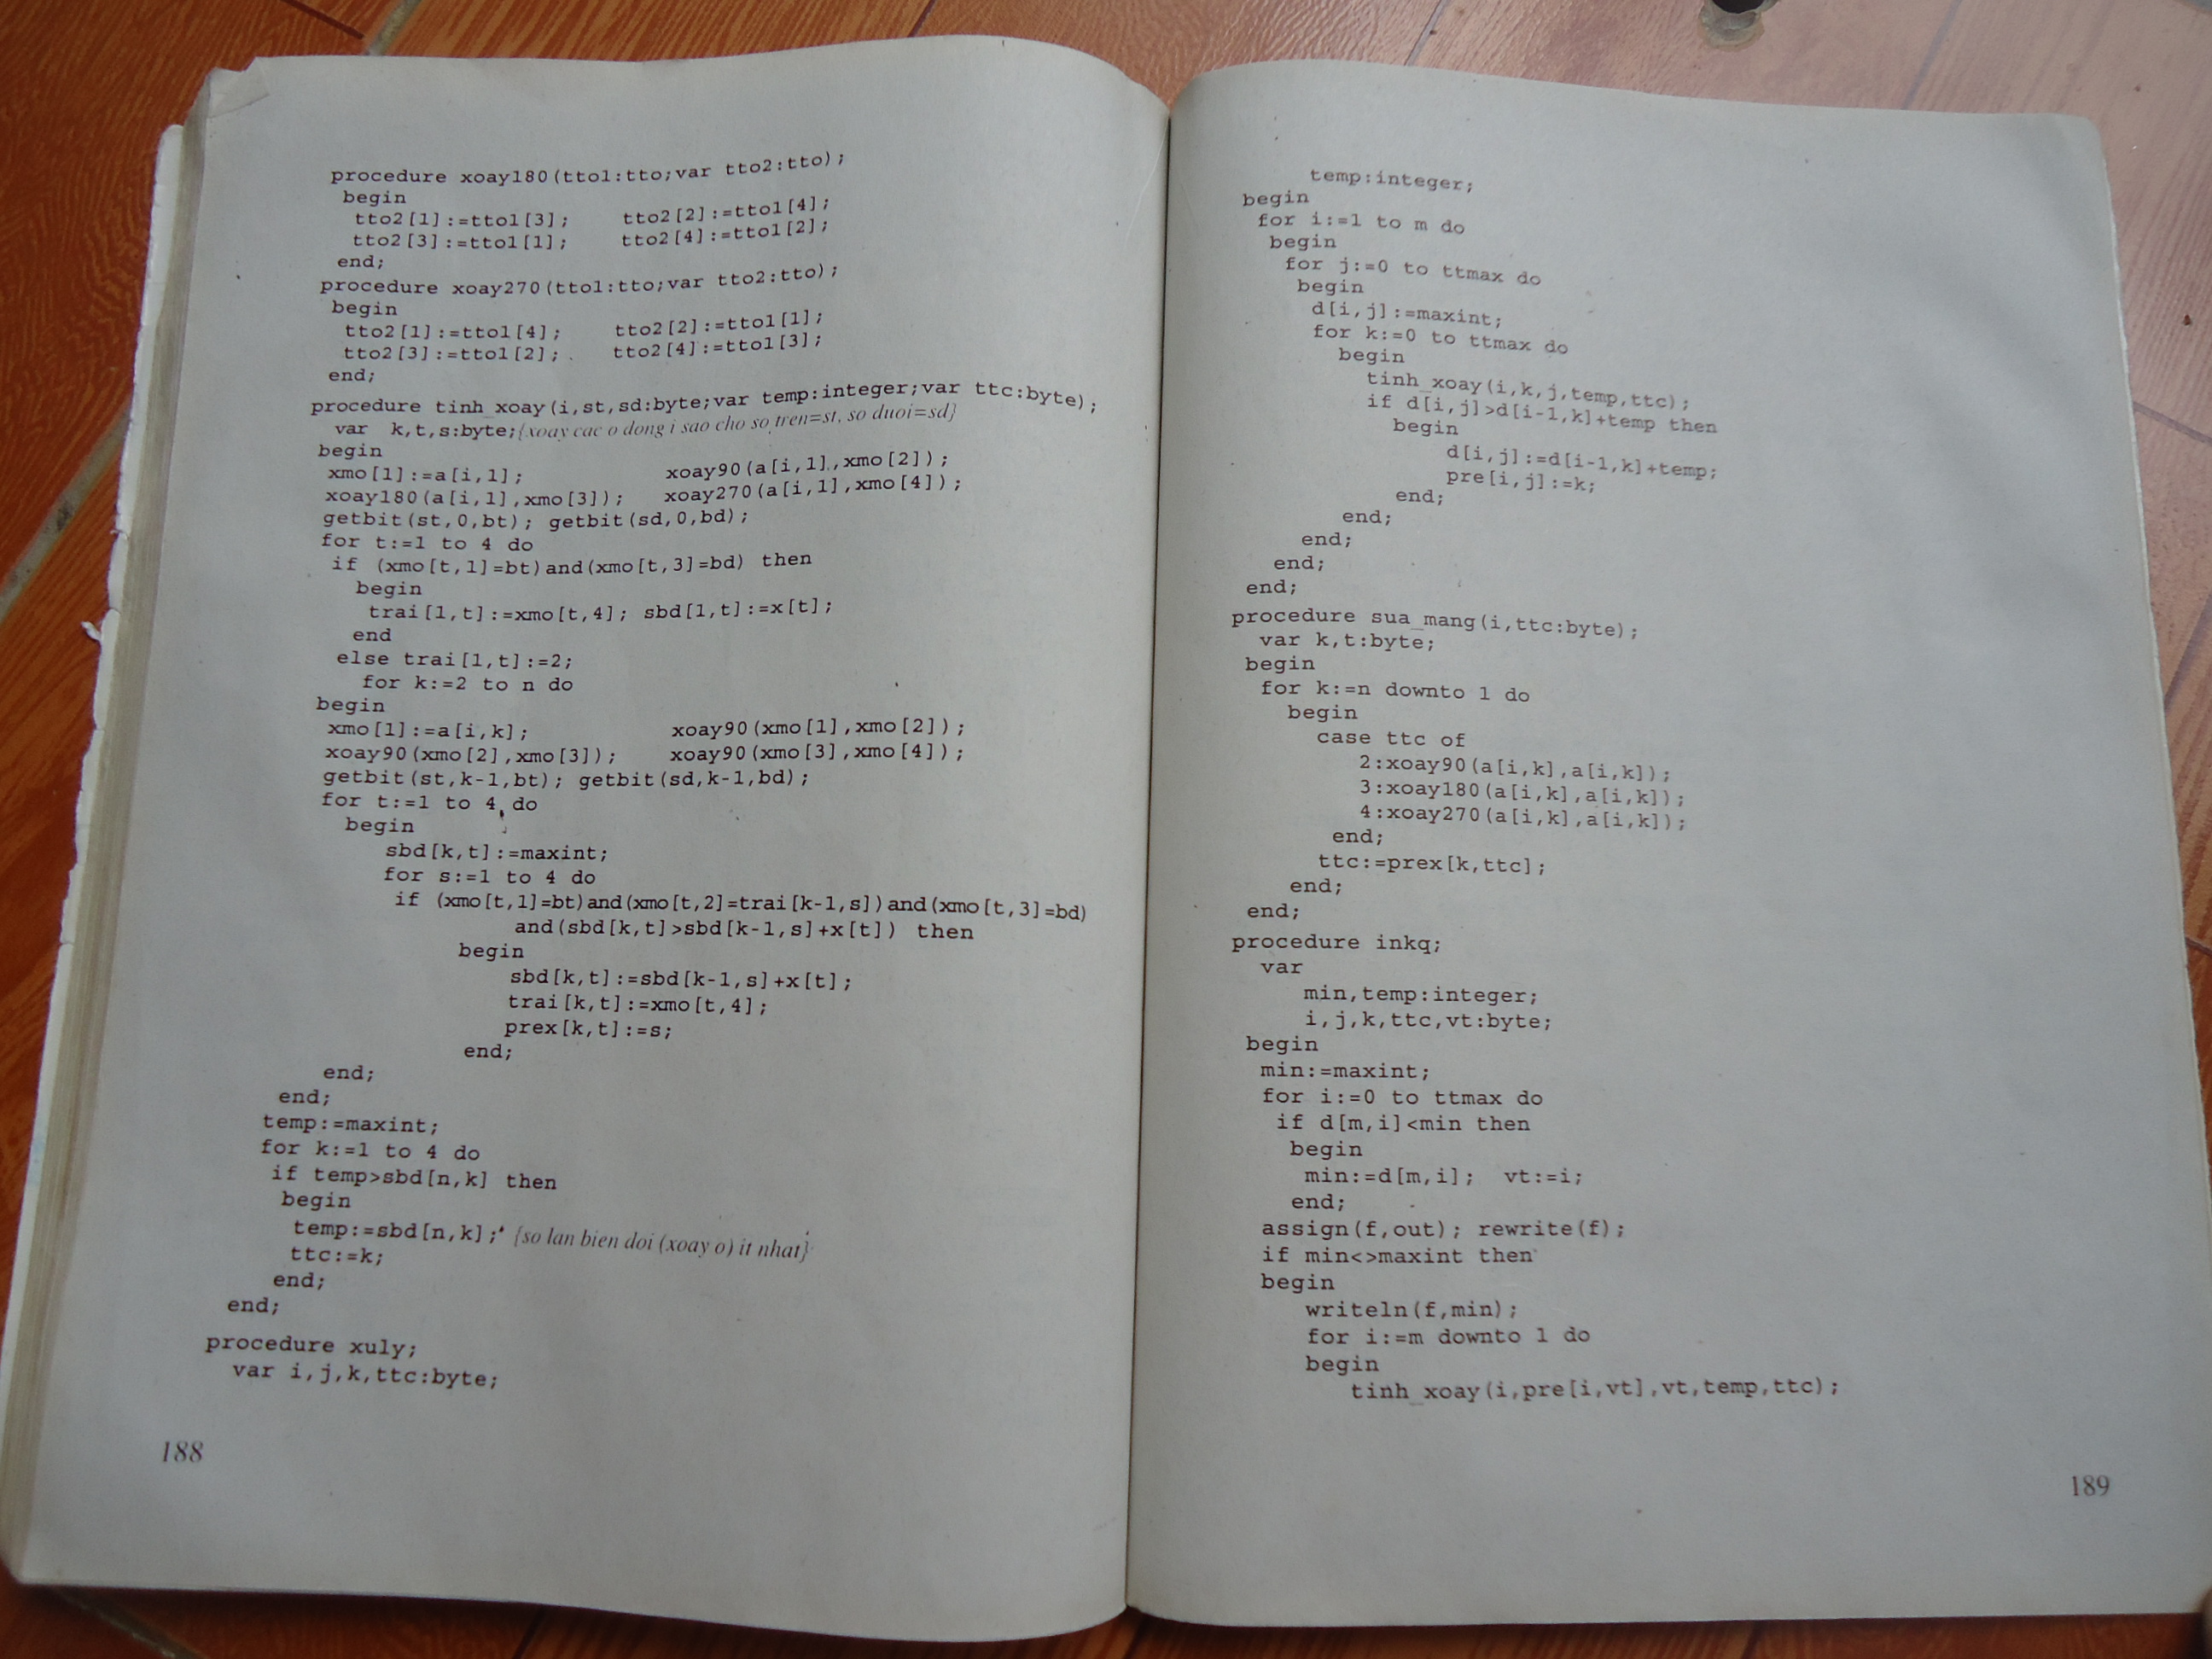 procedure xoay180(tto1:tto;var tto2:tto);
begin
tto2[1]:=tto1[3]; tto2[2]:=tto1[4];
tto2[3]:=tto1[1]; tto2[4]:=tto1[2];
end;
procedure xoay270(tto1:tto;var tto2:tto);
begin
tto2[1]:=tto1[4]; tto2[2]:=tto1[1];
tto2[3]:=tto1[2]; tto2[4]:=tto1[3];
end;
procedure tinh_xoay(i,st,sd:byte;var temp:integer;var ttc:byte);
var k,t,s:byte;{xoay cac o dong i sao cho so tren=st, so duoi=sd}
begin
xmo[1]:=a[i,1]; xoay90(a[i,1],xmo[2]);
xoay180(a[i,1],xmo[3]); xoay270(a[i,1],xmo[4]);
getbit(st,0,bt); getbit(sd,0,bd);
for t:=1 to 4 do
if (xmo[t,1]=bt)and(xmo[t,3]=bd) then
begin
trai[1,t]:=xmo[t,4]; sbd[1,t]:=x[t];
end
else trai[1,t]:=2;
for k:=2 to n do
begin
xmo[1]:=a[i,k]; xoay90(xmo[1],xmo[2]);
xoay90(xmo[2],xmo[3]); xoay90(xmo[3],xmo[4]);
getbit(st,k-1,bt); getbit(sd,k-1,bd);
for t:=1 to 4 do
begin
sbd[k,t]:=maxint;
for s:=1 to 4 do
if (xmo[t,1]=bt)and(xmo[t,2]=trai[k-1,s])and(xmo[t,3]=bd)
and(sbd[k,t]>sbd[k-1,s]+x[t]) then
begin
sbd[k,t]:=sbd[k-1,s]+x[t];
trai[k,t]:=xmo[t,4];
prex[k,t]:=s;
end;
end;
end;
temp:=maxint;
for k:=1 to 4 do
if temp>sbd[n,k] then
begin
temp:=sbd[n,k]; {so lan bien doi (xoay o) it nhat}
ttc:=k;
end;
end;
procedure xuly;
var i,j,k,ttc:byte;
188
temp:integer;
begin
for i:=1 to m do
begin
for j:=0 to ttmax do
begin
d[i,j]:=maxint;
for k:=0 to ttmax do
begin
tinh_xoay(i,k,j,temp,ttc);
if d[i,j]>d[i-1,k]+temp then
begin
d[i,j]:=d[i-1,k]+temp;
pre[i,j]:=k;
end;
end;
end;
end;
end;
procedure sua_mang(i,ttc:byte);
var k,t:byte;
begin
for k:=n downto 1 do
begin
case ttc of
2:xoay90(a[i,k],a[i,k]);
3:xoay180(a[i,k],a[i,k]);
4:xoay270(a[i,k],a[i,k]);
end;
ttc:=prex[k,ttc];
end;
end;
procedure inkq;
var
min,temp:integer;
i,j,k,ttc,vt:byte;
begin
min:=maxint;
for i:=0 to ttmax do
if d[m,i]<min then
begin
min:=d[m,i]; vt:=i;
end;
assign(f,out); rewrite(f);
if min<>maxint then
begin
writeln(f,min);
for i:=m downto 1 do
begin
tinh_xoay(i,pre[i,vt],vt,temp,ttc);
189